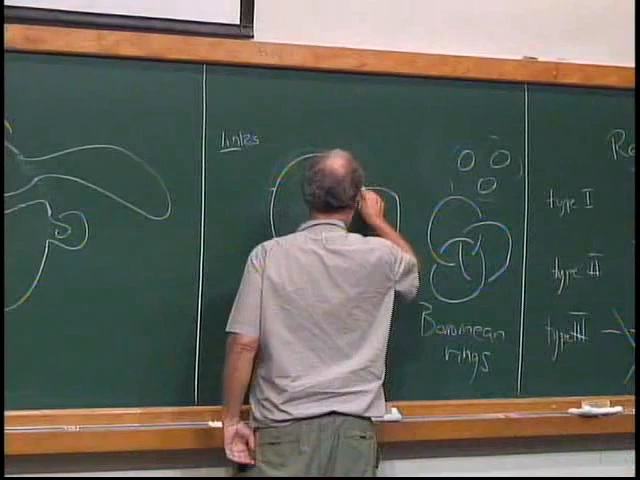 links
Borromean
rings
type I
type II
type III